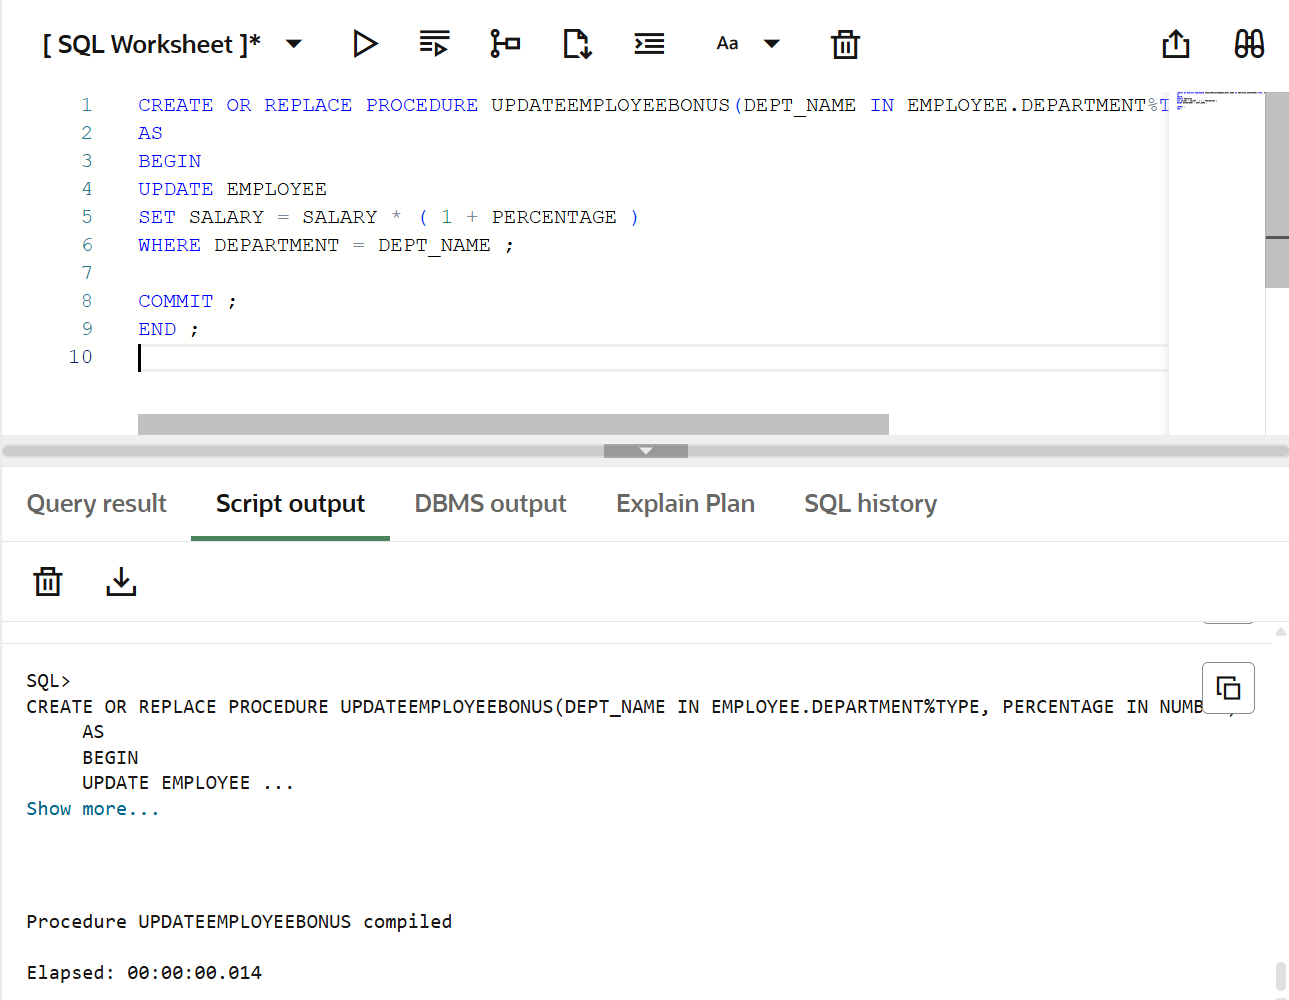 [ SQL Worksheet ]*
Aa
1 CREATE OR REPLACE PROCEDURE UPDATEEMPLOYEEBONUS(DEPT_NAME IN EMPLOYEE.DEPARTMENT%T
2 AS
3 BEGIN
4 UPDATE EMPLOYEE
5 SET SALARY = SALARY * ( 1 + PERCENTAGE )
6 WHERE DEPARTMENT = DEPT_NAME ;
7
8 COMMIT ;
9 END ;
10
Query result Script output DBMS output Explain Plan SQL history
SQL>
CREATE OR REPLACE PROCEDURE UPDATEEMPLOYEEBONUS(DEPT_NAME IN EMPLOYEE.DEPARTMENT%TYPE, PERCENTAGE IN NUMB
AS
BEGIN
UPDATE EMPLOYEE ...
Show more...
Procedure UPDATEEMPLOYEEBONUS compiled
Elapsed: 00:00:00.014